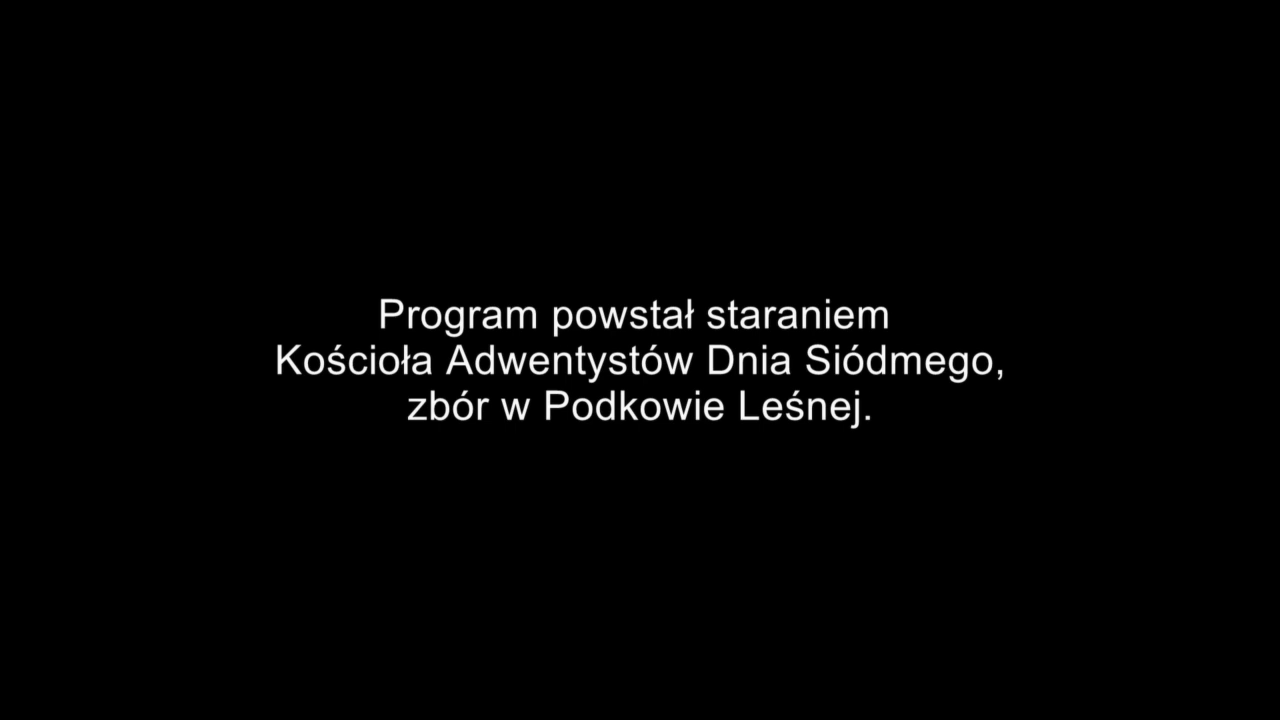 Program powstał staraniem
Kościoła Adwentystów Dnia Siódmego,
zbór w Podkowie Leśnej.